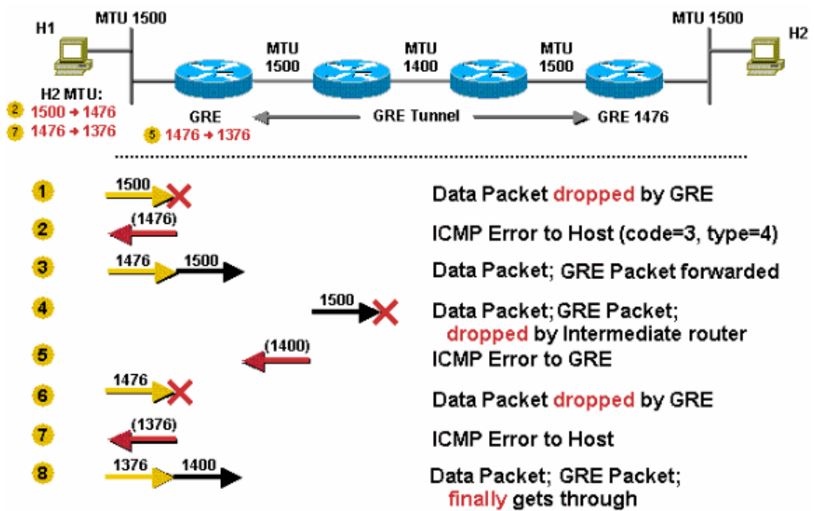 H1
MTU 1500
MTU 1500
H2
MTU
1500
MTU
1400
MTU
1500
H2 MTU:
2 1500 → 1476
7 1476 → 1376
GRE
5 1476 → 1376
GRE Tunnel
GRE 1476
1 1500 Data Packet dropped by GRE
2 (1476) ICMP Error to Host (code=3, type=4)
3 1476 1500 Data Packet; GRE Packet forwarded
4 1500 Data Packet; GRE Packet;
dropped by Intermediate router
5 (1400) ICMP Error to GRE
6 1476 Data Packet dropped by GRE
7 (1376) ICMP Error to Host
8 1376 1400 Data Packet; GRE Packet;
finally gets through